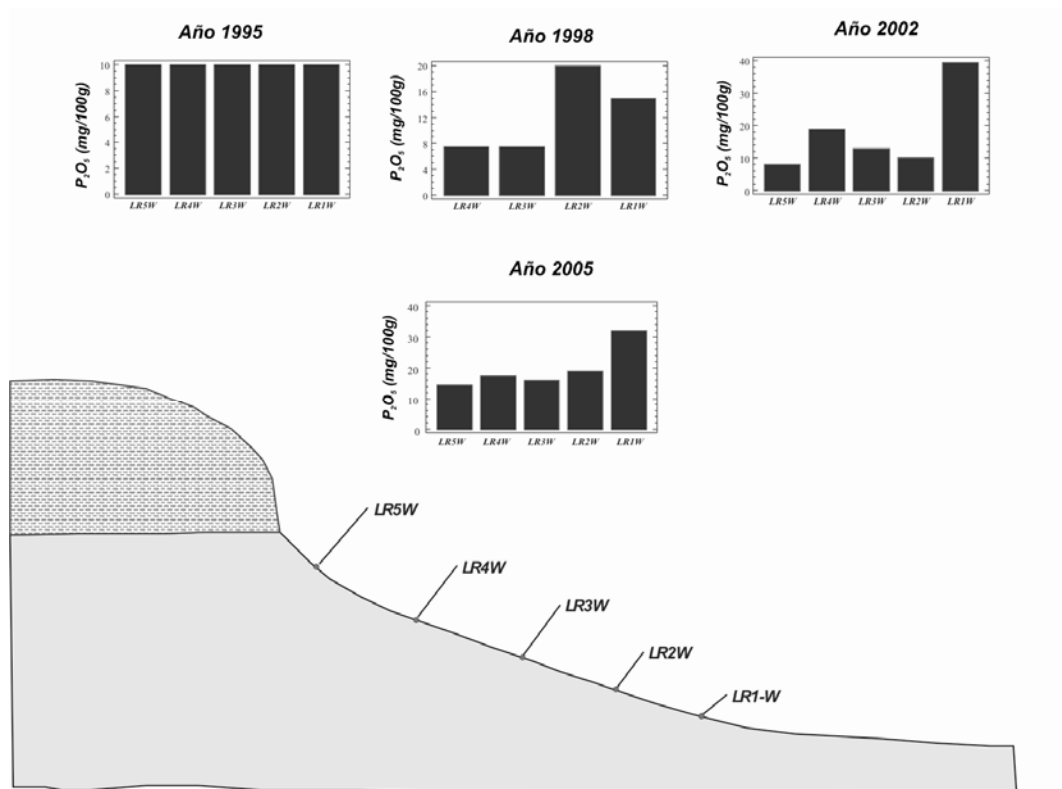 Año 1995
P₂O₅ (mg/100g)
10
8
6
4
2
0
LR5W LR4W LR3W LR2W LR1W
Año 1998
P₂O₅ (mg/100g)
20
16
12
8
4
0
LR4W LR3W LR2W LR1W
Año 2002
P₂O₅ (mg/100g)
40
30
20
10
0
LR5W LR4W LR3W LR2W LR1W
Año 2005
P₂O₅ (mg/100g)
40
30
20
10
0
LR5W LR4W LR3W LR2W LR1W
LR5W
LR4W
LR3W
LR2W
LR1-W